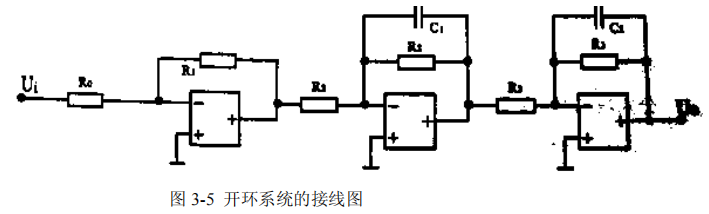 C₁ C₂
R₁ R₂ R₃
Uᵢ R₀ R₂ R₃
- - -
+ + + + + +
图 3-5 开环系统的接线图